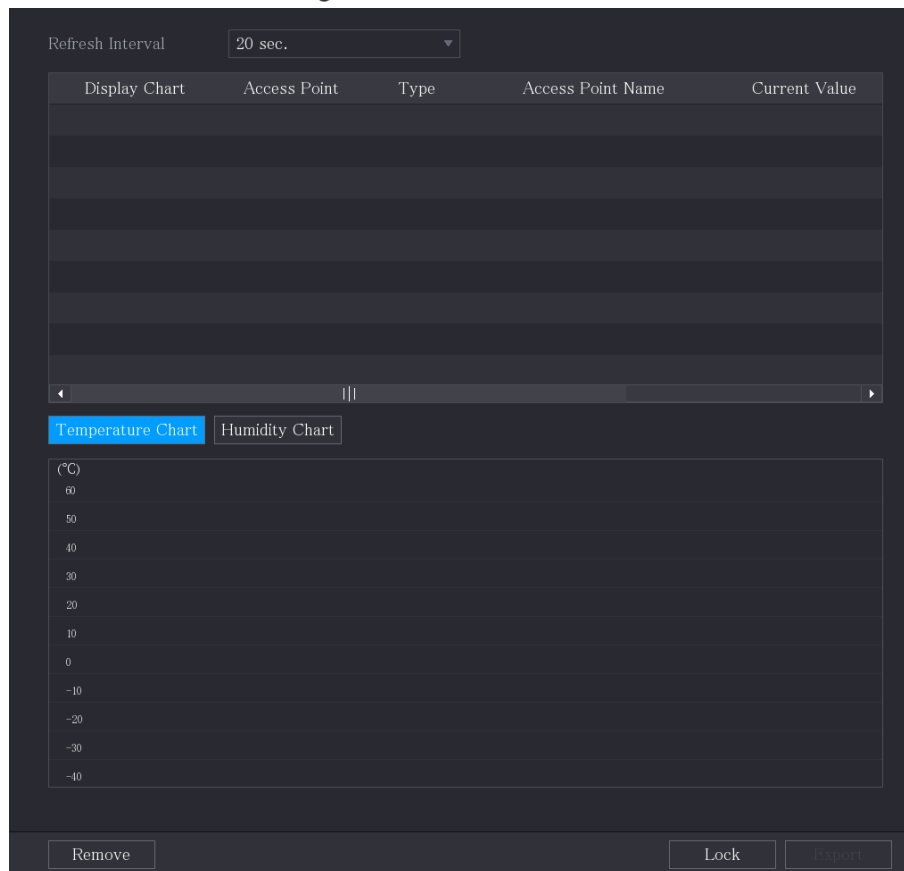 Refresh Interval 20 sec.
Display Chart Access Point Type Access Point Name Current Value
Temperature Chart Humidity Chart
(°C)
60
50
40
30
20
10
0
-10
-20
-30
-40
Remove Lock Export